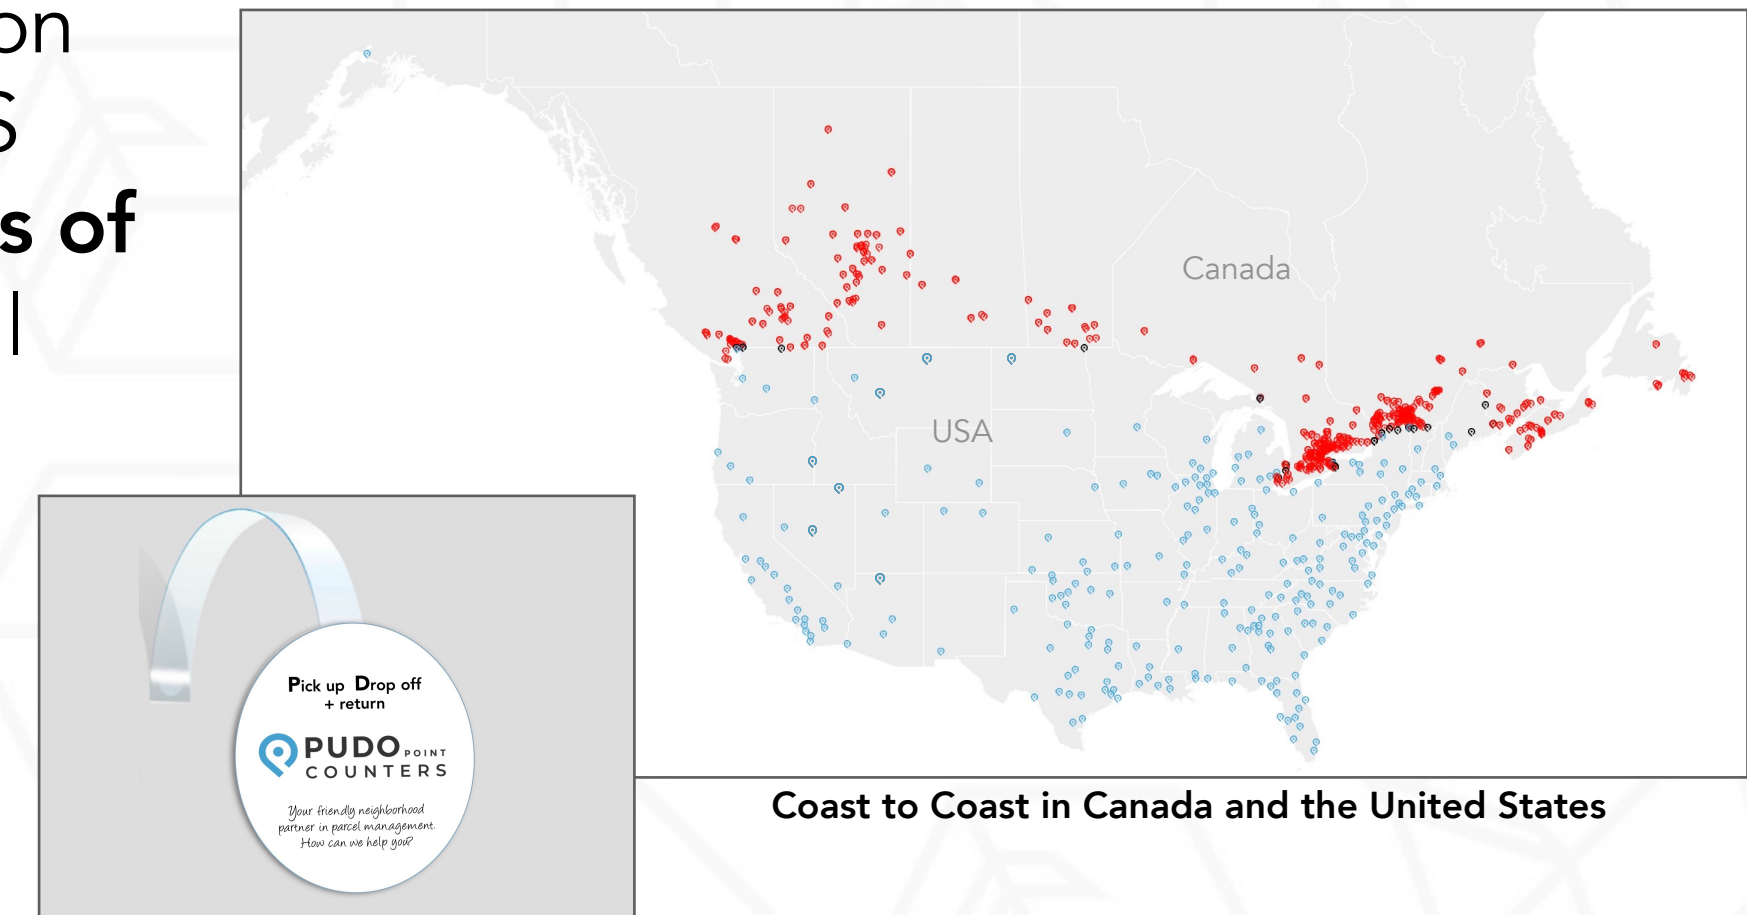 on
S
s of
l
Canada
USA
Pick up Drop off
+ return
PUDO POINT
COUNTERS
Your friendly neighborhood
partner in parcel management.
How can we help you?
Coast to Coast in Canada and the United States